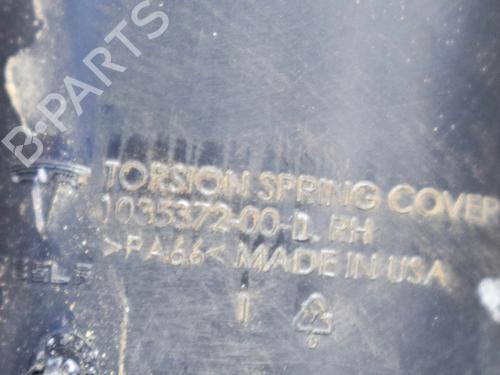 B-PARTS
TORSION SPRING COVER
1035372-00-D, RH
>PA66< MADE IN USA